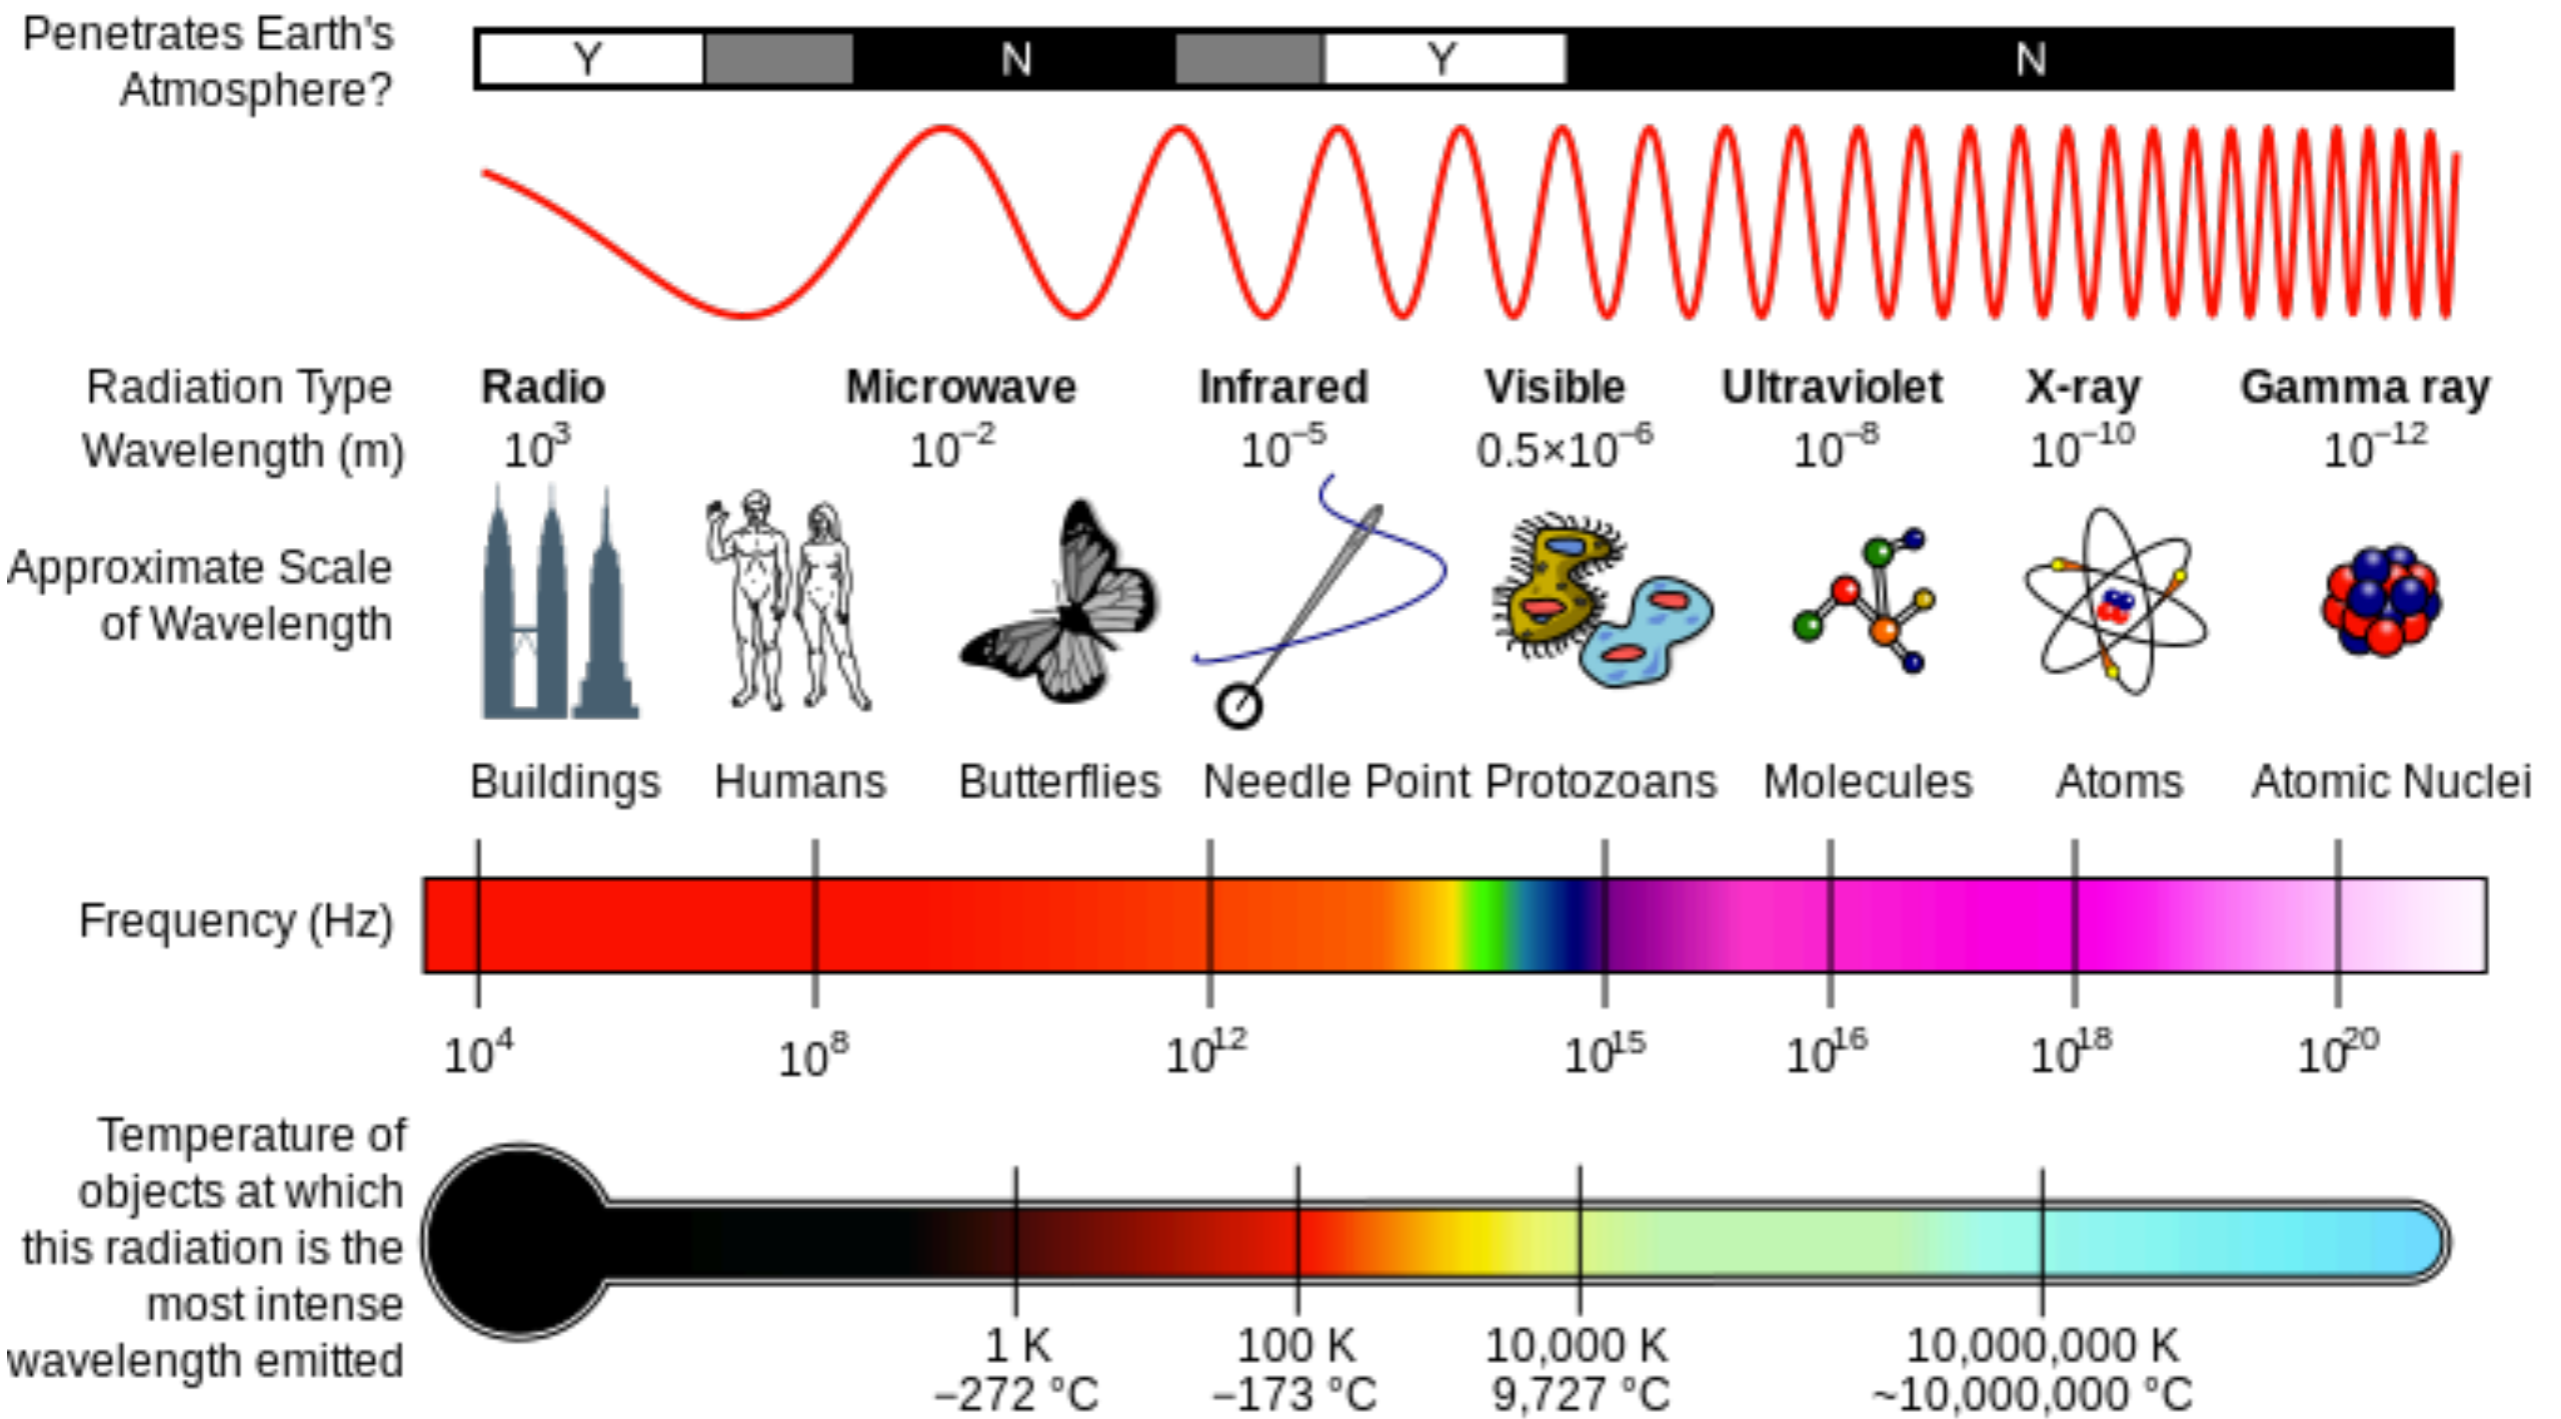 Penetrates Earth's
Atmosphere?
Y N Y N
Radiation Type Radio Microwave Infrared Visible Ultraviolet X-ray Gamma ray
Wavelength (m) 10³ 10⁻² 10⁻⁵ 0.5×10⁻⁶ 10⁻⁸ 10⁻¹⁰ 10⁻¹²
Approximate Scale
of Wavelength
Buildings Humans Butterflies Needle Point Protozoans Molecules Atoms Atomic Nuclei
Frequency (Hz)
10⁴ 10⁸ 10¹² 10¹⁵ 10¹⁶ 10¹⁸ 10²⁰
Temperature of
objects at which
this radiation is the
most intense
wavelength emitted
1 K 100 K 10,000 K 10,000,000 K
−272 °C −173 °C 9,727 °C ~10,000,000 °C